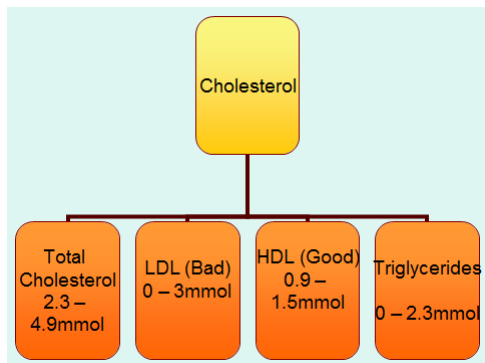 Cholesterol
Total
Cholesterol
2.3 –
4.9mmol
LDL (Bad)
0 – 3mmol
HDL (Good)
0.9 –
1.5mmol
Triglycerides
0 – 2.3mmol